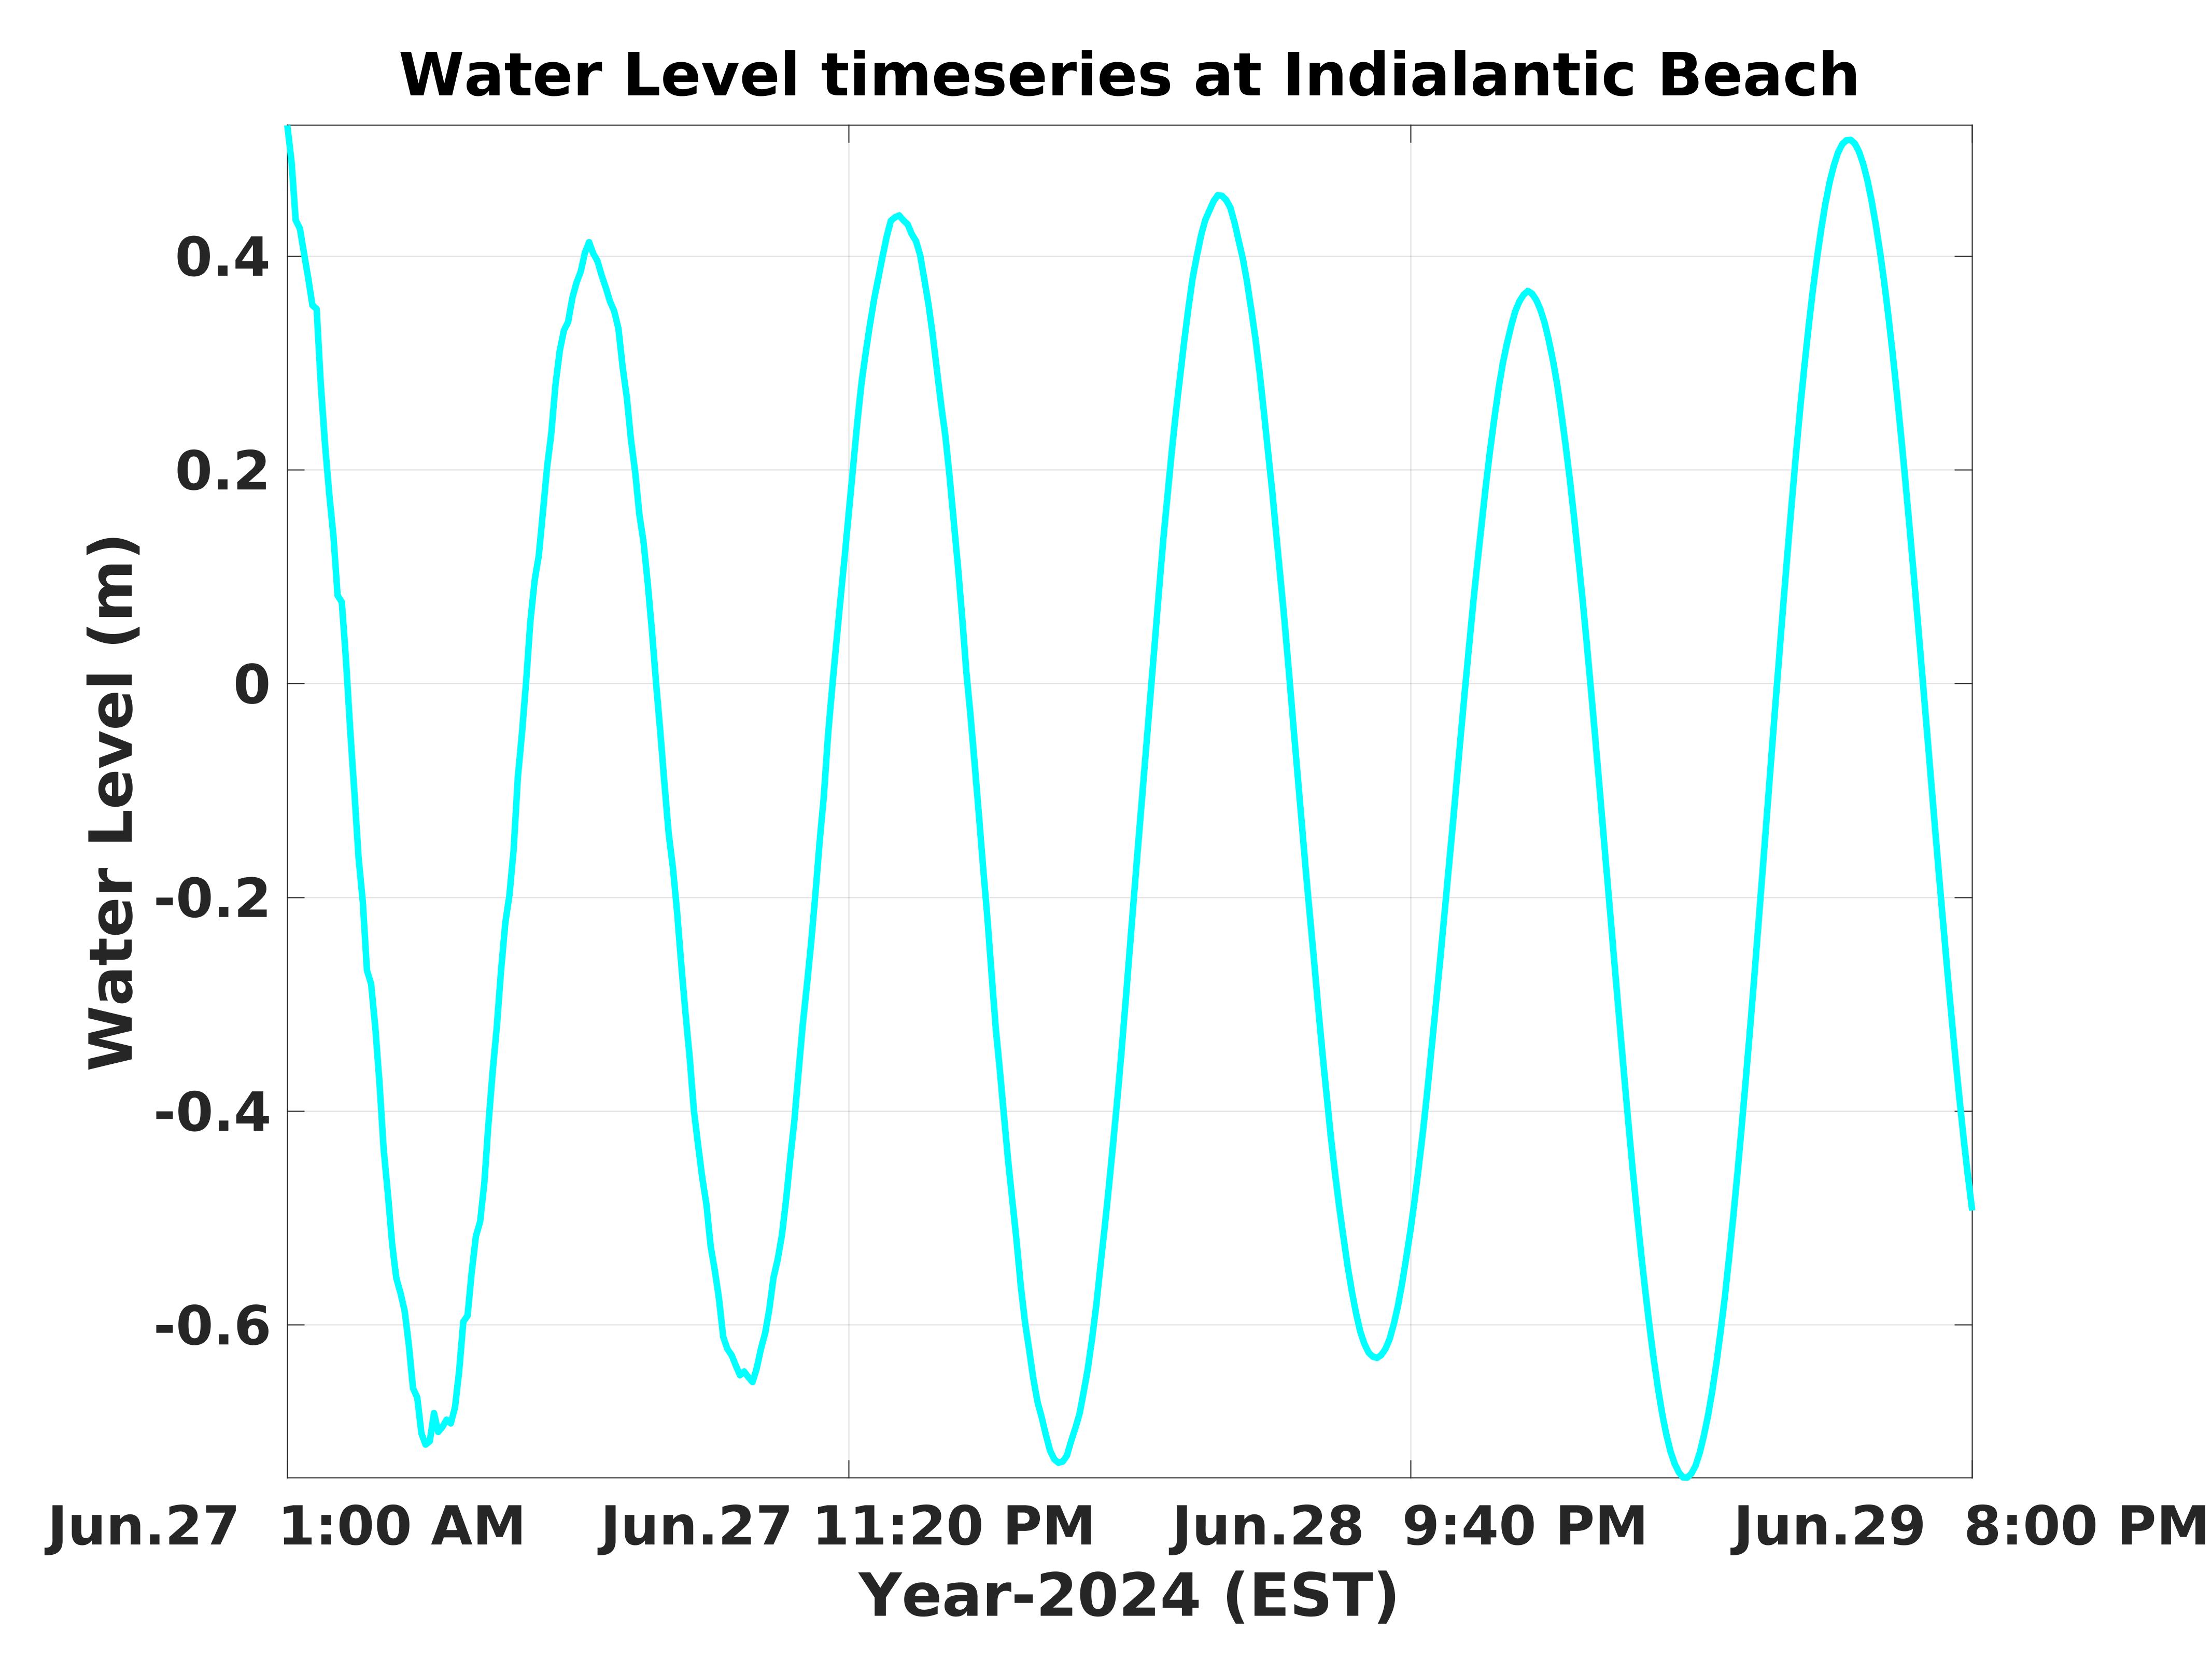 Water Level timeseries at Indialantic Beach
Water Level (m)
0.4
0.2
0
-0.2
-0.4
-0.6
Jun.27 1:00 AM Jun.27 11:20 PM Jun.28 9:40 PM Jun.29 8:00 PM
Year-2024 (EST)